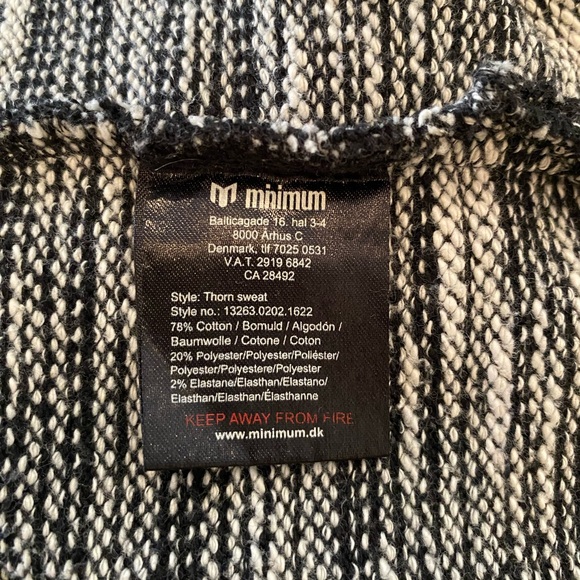 minimum
Balticagade 16. hal 3-4
8000 Århus C
Denmark, tlf 7025 0531
V.A.T. 2919 6842
CA 28492
Style: Thorn sweat
Style no.: 13263.0202.1622
78% Cotton / Bomuld / Algodón /
Baumwolle / Cotone / Coton
20% Polyester/Polyester/Poliéster/
Polyester/Polyestere/Polyester
2% Elastane/Elasthan/Elastano/
Elasthan/Elasthan/Élasthanne
KEEP AWAY FROM FIRE
www.minimum.dk